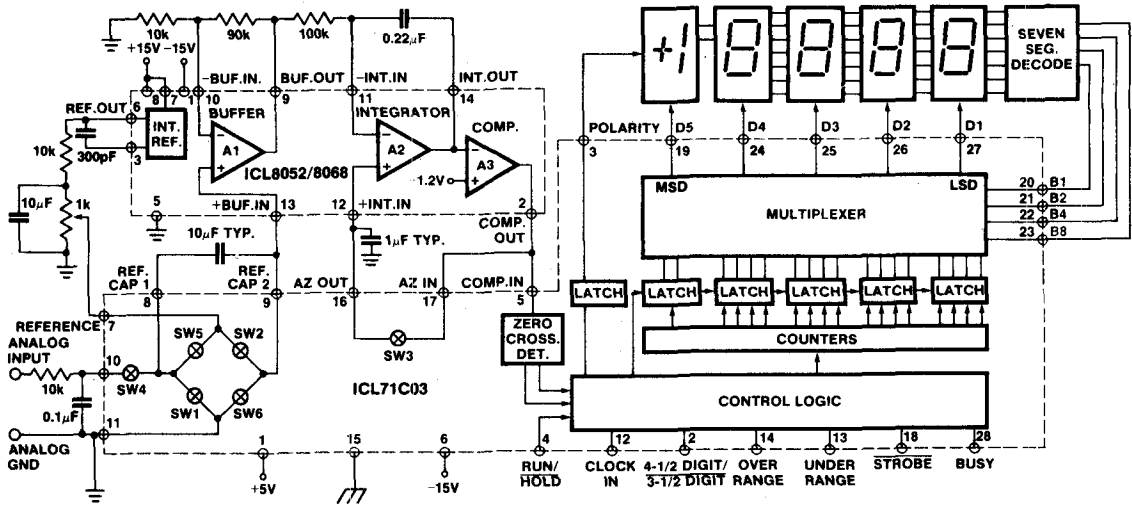 10k
90k
100k
0.22μF
+15V
-15V
-BUF.IN.
BUF.OUT
-INT.IN
INT.OUT
8
7
1
10
9
11
14
REF.OUT
6
3
INT.
REF.
300pF
10k
BUFFER
A1
INTEGRATOR
A2
COMP.
A3
1.2V
ICL8052/8068
10μF
1k
5
+BUF.IN
13
12
+INT.IN
2
COMP.
OUT
10μF TYP.
1μF TYP.
REF.
CAP 1
8
REF.
CAP 2
9
AZ OUT
16
AZ IN
17
COMP.IN
5
REFERENCE
7
ANALOG
INPUT
10
SW4
10k
0.1μF
11
ANALOG
GND
SW5
SW2
SW1
SW6
SW3
ICL71C03
ZERO
CROSS.
DET.
+1
8
8
8
8
SEVEN
SEG.
DECODE
POLARITY
3
D5
19
D4
24
D3
25
D2
26
D1
27
MSD
LSD
MULTIPLEXER
20 B1
21 B2
22 B4
23 B8
LATCH
LATCH
LATCH
LATCH
LATCH
LATCH
COUNTERS
CONTROL LOGIC
1
+5V
15
6
-15V
4
RUN/
HOLD
12
CLOCK
IN
2
4-1/2 DIGIT/
3-1/2 DIGIT
14
OVER
RANGE
13
UNDER
RANGE
18
STROBE
28
BUSY